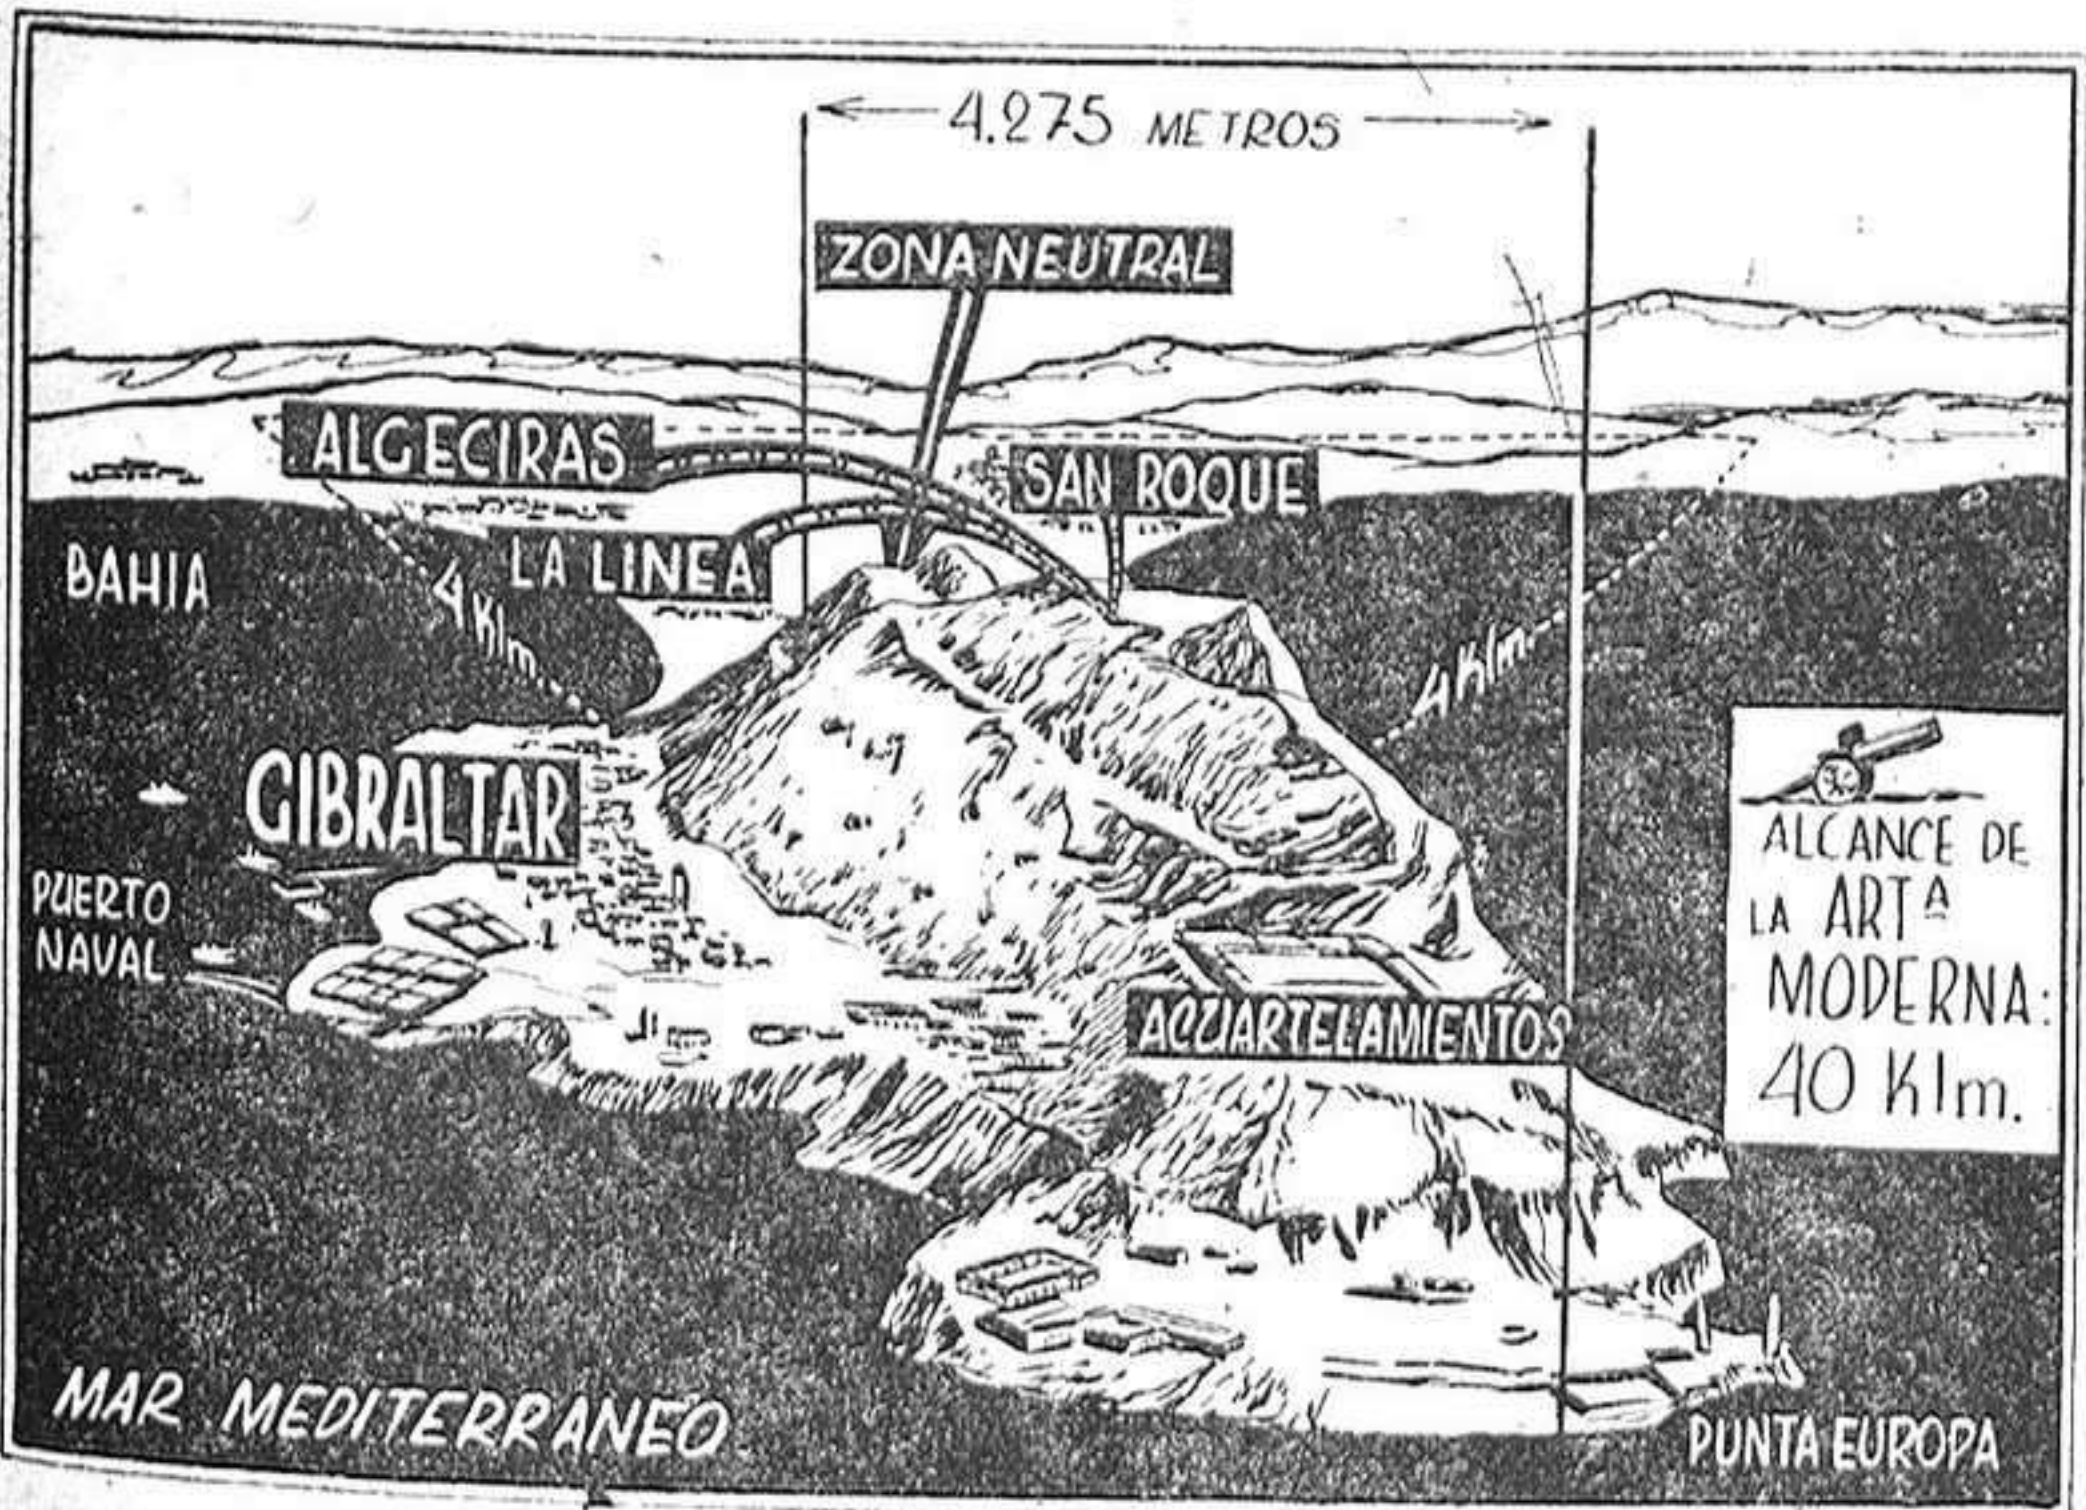 4.275 METROS
ZONA NEUTRAL
ALGECIRAS
SAN ROQUE
LA LINEA
BAHIA
4 Klm.
4 Klm.
GIBRALTAR
PUERTO
NAVAL
ALCANCE DE
LA ARTᴬ
MODERNA:
40 Klm.
ACUARTELAMIENTOS
MAR MEDITERRANEO
PUNTA EUROPA